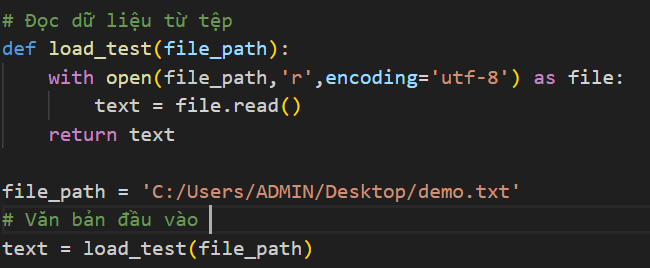 # Đọc dữ liệu từ tệp
def load_test(file_path):
    with open(file_path,'r',encoding='utf-8') as file:
        text = file.read()
    return text

file_path = 'C:/Users/ADMIN/Desktop/demo.txt'
# Văn bản đầu vào
text = load_test(file_path)